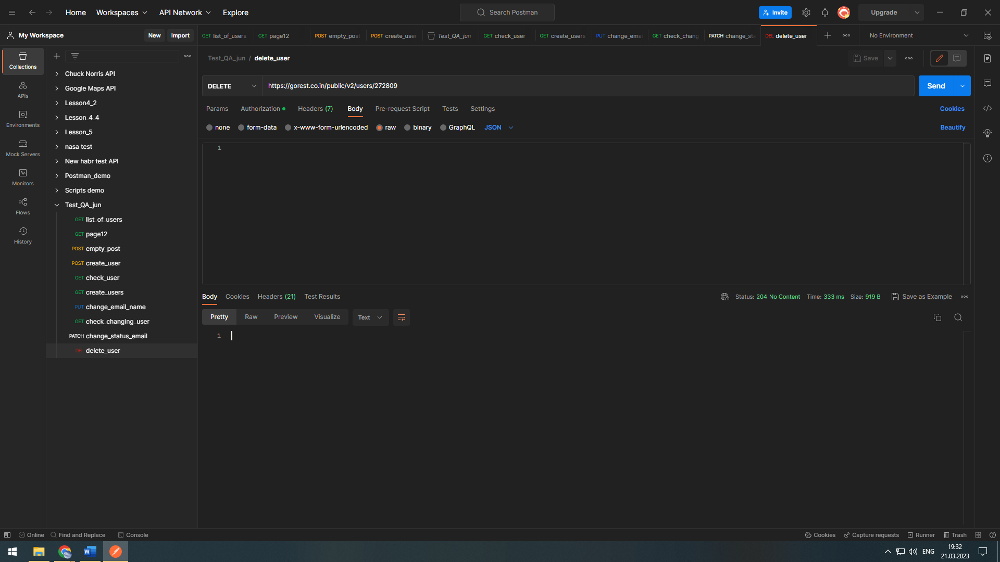 Home Workspaces API Network Explore Search Postman Invite Upgrade
My Workspace New Import
GET list_of_users GET page12 POST empty_post POST create_user Test_QA_jun GET check_user GET create_users PUT change_emai GET check_chang PATCH change_sta DEL delete_user No Environment
Test_QA_jun / delete_user Save
DELETE https://gorest.co.in/public/v2/users/272809 Send
Params Authorization Headers (7) Body Pre-request Script Tests Settings Cookies
none form-data x-www-form-urlencoded raw binary GraphQL JSON Beautify
1
Collections
APIs
Environments
Mock Servers
Monitors
Flows
History
Chuck Norris API
Google Maps API
Lesson4_2
Lesson_4_4
Lesson_5
nasa test
New habr test API
Postman_demo
Scripts demo
Test_QA_jun
GET list_of_users
GET page12
POST empty_post
POST create_user
GET check_user
GET create_users
PUT change_email_name
GET check_changing_user
PATCH change_status_email
DEL delete_user
Body Cookies Headers (21) Test Results Status: 204 No Content Time: 333 ms Size: 919 B Save as Example
Pretty Raw Preview Visualize Text
1
Online Find and Replace Console Cookies Capture requests Runner Trash
ENG 19:32
21.03.2023